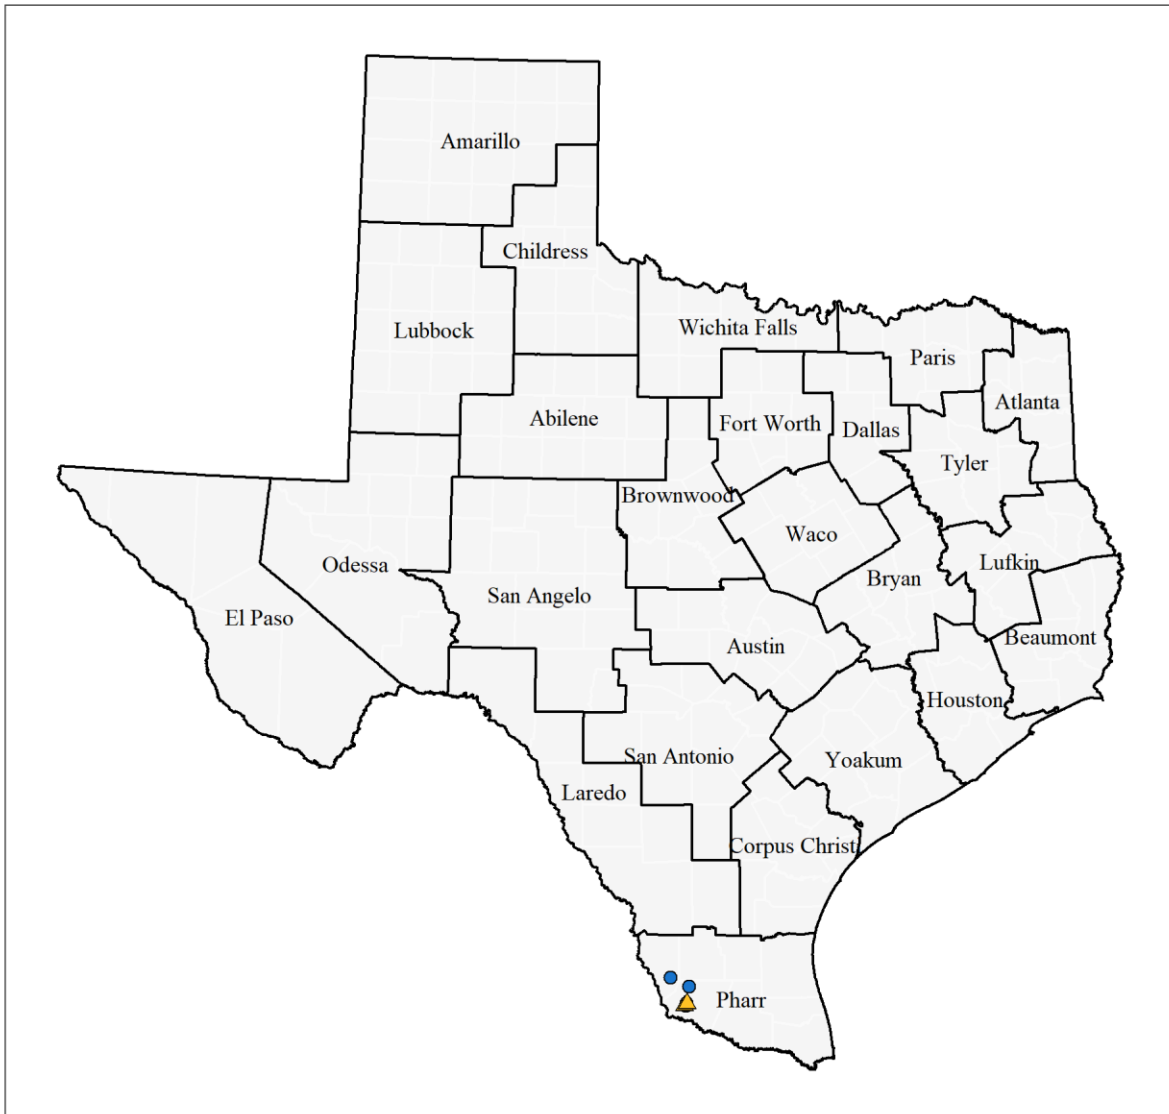 Amarillo
Childress
Lubbock
Wichita Falls
Paris
Atlanta
Abilene
Fort Worth
Dallas
Tyler
Brownwood
Waco
Odessa
Lufkin
Bryan
San Angelo
El Paso
Beaumont
Austin
Houston
San Antonio
Yoakum
Laredo
Corpus Christ
Pharr